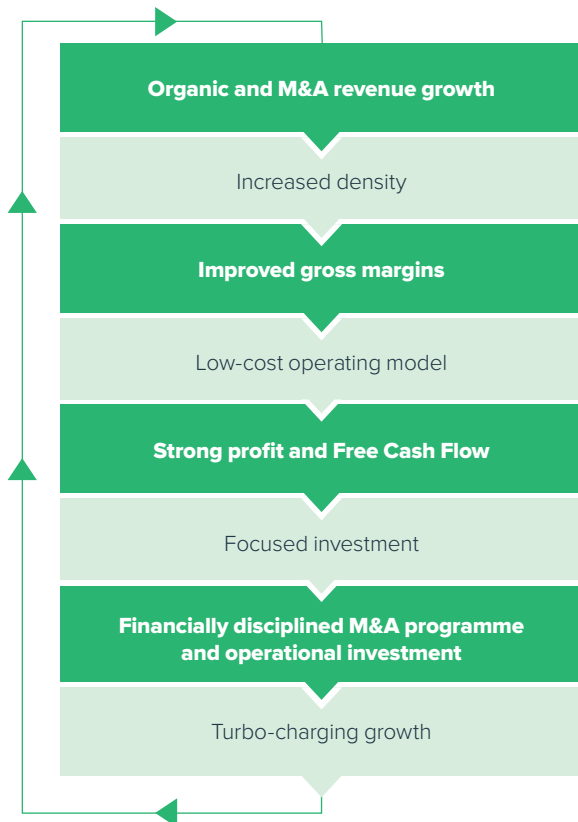 Organic and M&A revenue growth
Increased density
Improved gross margins
Low-cost operating model
Strong profit and Free Cash Flow
Focused investment
Financially disciplined M&A programme
and operational investment
Turbo-charging growth